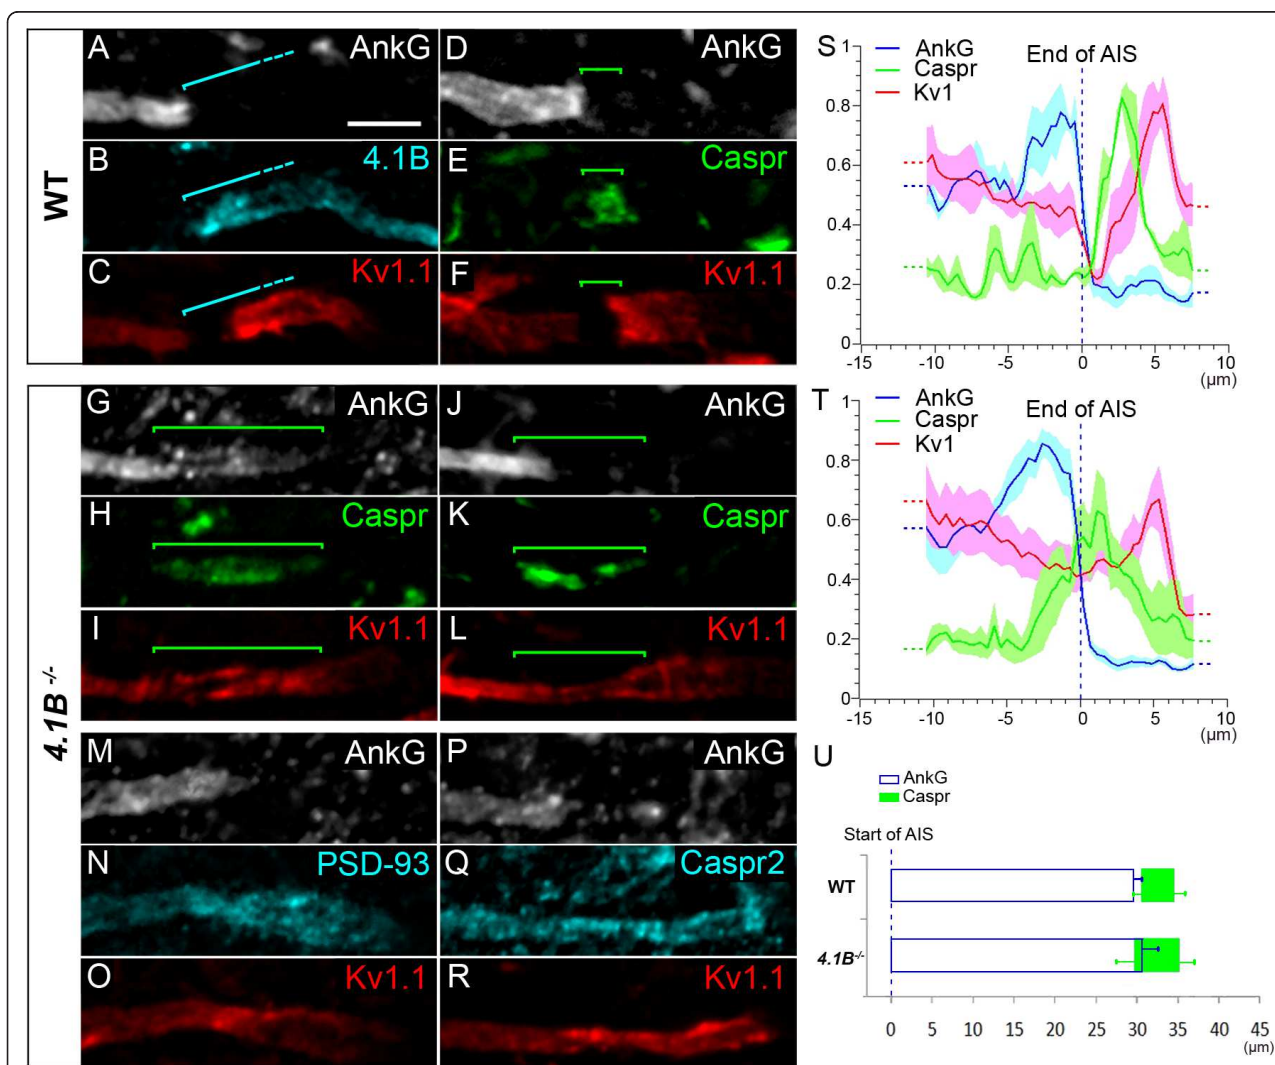 WT
A AnkG
B 4.1B
C Kv1.1
D AnkG
E Caspr
F Kv1.1
4.1B -/-
G AnkG
H Caspr
I Kv1.1
J AnkG
K Caspr
L Kv1.1
M AnkG
N PSD-93
O Kv1.1
P AnkG
Q Caspr2
R Kv1.1
S
AnkG
Caspr
Kv1
End of AIS
1
0.8
0.6
0.4
0.2
0
-15 -10 -5 0 5 10
(µm)
T
AnkG
Caspr
Kv1
End of AIS
1
0.8
0.6
0.4
0.2
0
-15 -10 -5 0 5 10
(µm)
U
AnkG
Caspr
Start of AIS
WT
4.1B-/-
0 5 10 15 20 25 30 35 40 45
(µm)